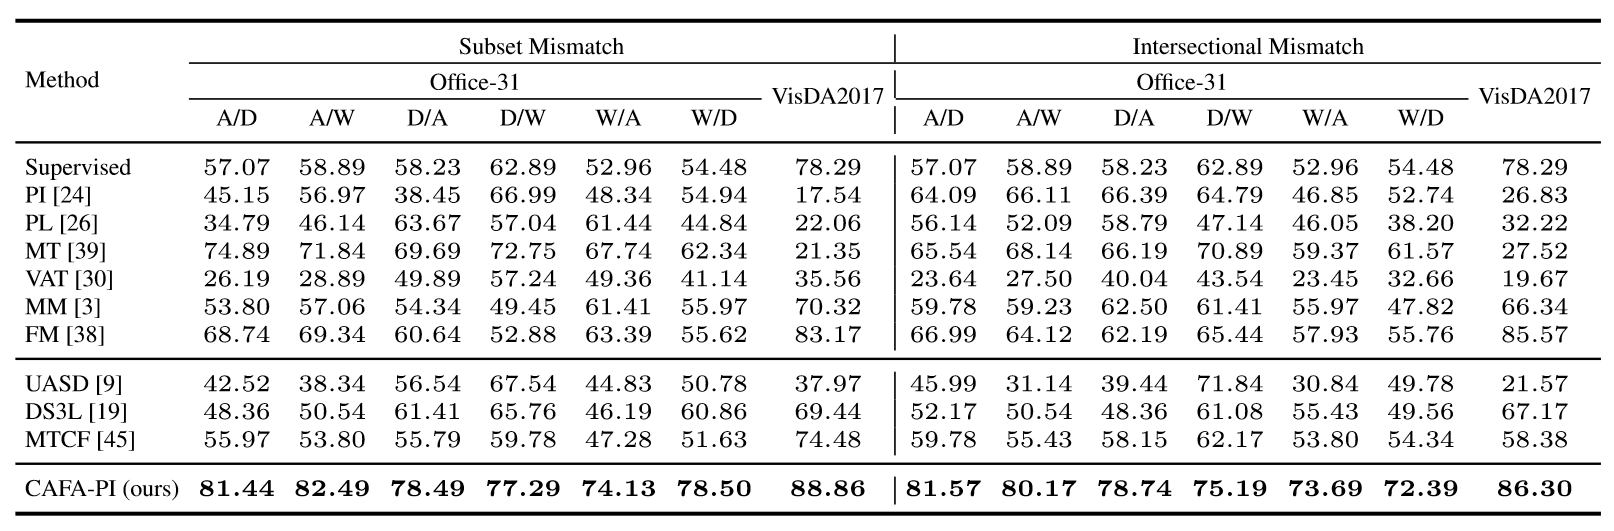 Subset Mismatch Intersectional Mismatch
Method Office-31 VisDA2017 Office-31 VisDA2017
A/D A/W D/A D/W W/A W/D A/D A/W D/A D/W W/A W/D
Supervised 57.07 58.89 58.23 62.89 52.96 54.48 78.29 57.07 58.89 58.23 62.89 52.96 54.48 78.29
PI [24] 45.15 56.97 38.45 66.99 48.34 54.94 17.54 64.09 66.11 66.39 64.79 46.85 52.74 26.83
PL [26] 34.79 46.14 63.67 57.04 61.44 44.84 22.06 56.14 52.09 58.79 47.14 46.05 38.20 32.22
MT [39] 74.89 71.84 69.69 72.75 67.74 62.34 21.35 65.54 68.14 66.19 70.89 59.37 61.57 27.52
VAT [30] 26.19 28.89 49.89 57.24 49.36 41.14 35.56 23.64 27.50 40.04 43.54 23.45 32.66 19.67
MM [3] 53.80 57.06 54.34 49.45 61.41 55.97 70.32 59.78 59.23 62.50 61.41 55.97 47.82 66.34
FM [38] 68.74 69.34 60.64 52.88 63.39 55.62 83.17 66.99 64.12 62.19 65.44 57.93 55.76 85.57
UASD [9] 42.52 38.34 56.54 67.54 44.83 50.78 37.97 45.99 31.14 39.44 71.84 30.84 49.78 21.57
DS3L [19] 48.36 50.54 61.41 65.76 46.19 60.86 69.44 52.17 50.54 48.36 61.08 55.43 49.56 67.17
MTCF [45] 55.97 53.80 55.79 59.78 47.28 51.63 74.48 59.78 55.43 58.15 62.17 53.80 54.34 58.38
CAFA-PI (ours) 81.44 82.49 78.49 77.29 74.13 78.50 88.86 81.57 80.17 78.74 75.19 73.69 72.39 86.30